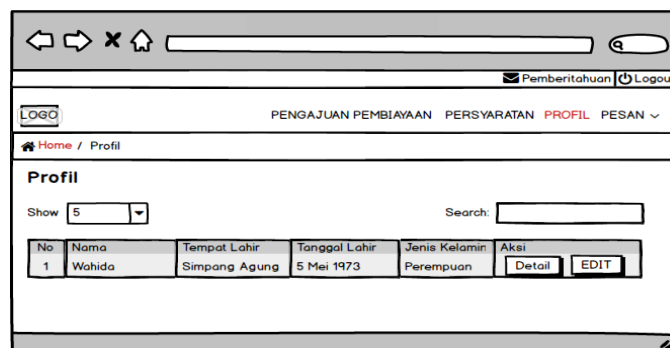 Pemberitahuan Logou
LOGO PENGAJUAN PEMBIAYAAN PERSYARATAN PROFIL PESAN
Home / Profil
Profil
Show 5 Search:
No Nama Tempat Lahir Tanggal Lahir Jenis Kelamin Aksi
1 Wahida Simpang Agung 5 Mei 1973 Perempuan Detail EDIT